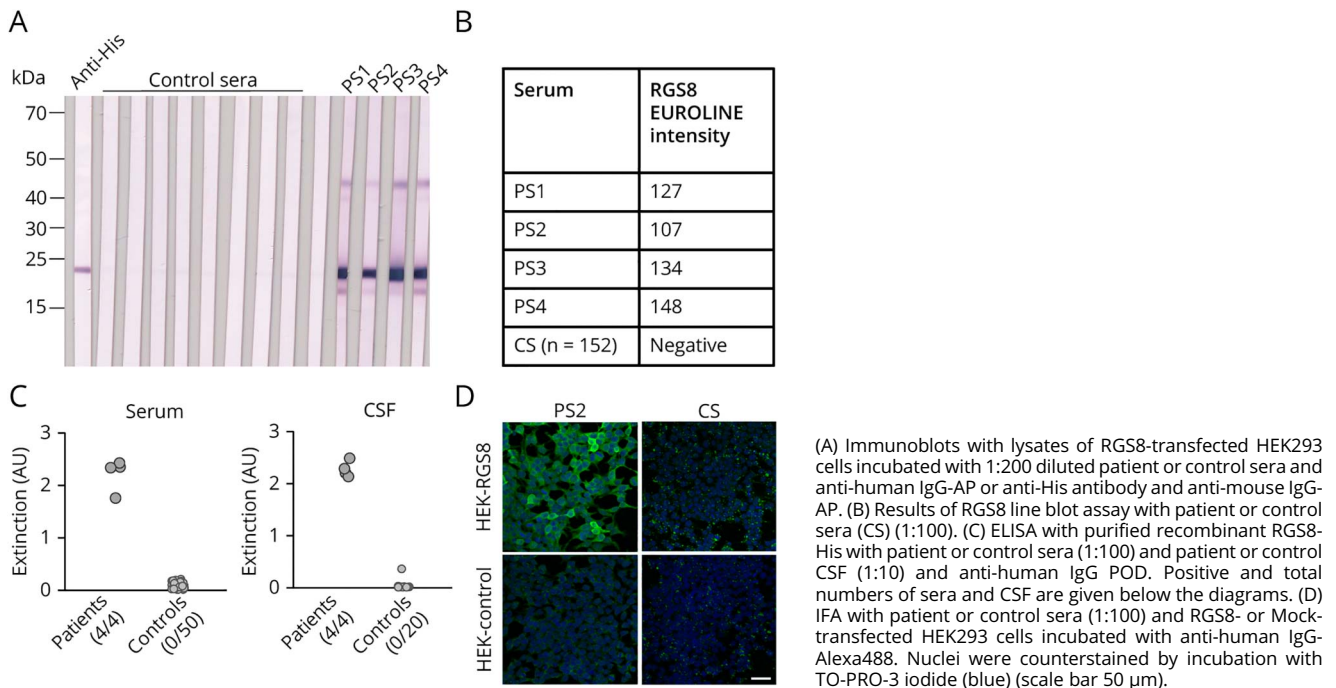 A
kDa
Anti-His
Control sera
PS1
PS2
PS3
PS4
70
50
40
30
25
15
B
Serum
RGS8
EUROLINE
intensity
PS1
127
PS2
107
PS3
134
PS4
148
CS (n = 152)
Negative
C
Serum
Extinction (AU)
3
2
1
0
Patients
(4/4)
Controls
(0/50)
CSF
Extinction (AU)
3
2
1
0
Patients
(4/4)
Controls
(0/20)
D
PS2
CS
HEK-RGS8
HEK-control
(A) Immunoblots with lysates of RGS8-transfected HEK293
cells incubated with 1:200 diluted patient or control sera and
anti-human IgG-AP or anti-His antibody and anti-mouse IgG-
AP. (B) Results of RGS8 line blot assay with patient or control
sera (CS) (1:100). (C) ELISA with purified recombinant RGS8-
His with patient or control sera (1:100) and patient or control
CSF (1:10) and anti-human IgG POD. Positive and total
numbers of sera and CSF are given below the diagrams. (D)
IFA with patient or control sera (1:100) and RGS8- or Mock-
transfected HEK293 cells incubated with anti-human IgG-
Alexa488. Nuclei were counterstained by incubation with
TO-PRO-3 iodide (blue) (scale bar 50 μm).